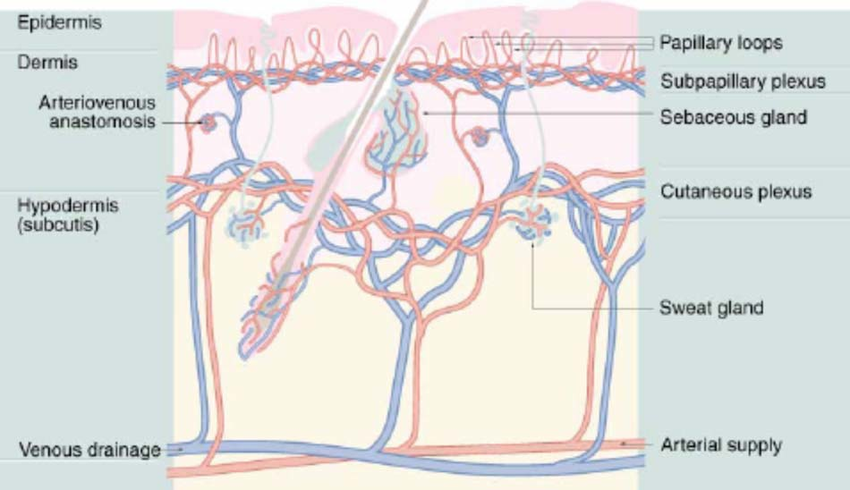 Epidermis
Dermis
Arteriovenous
anastomosis
Hypodermis
(subcutis)
Venous drainage
Papillary loops
Subpapillary plexus
Sebaceous gland
Cutaneous plexus
Sweat gland
Arterial supply